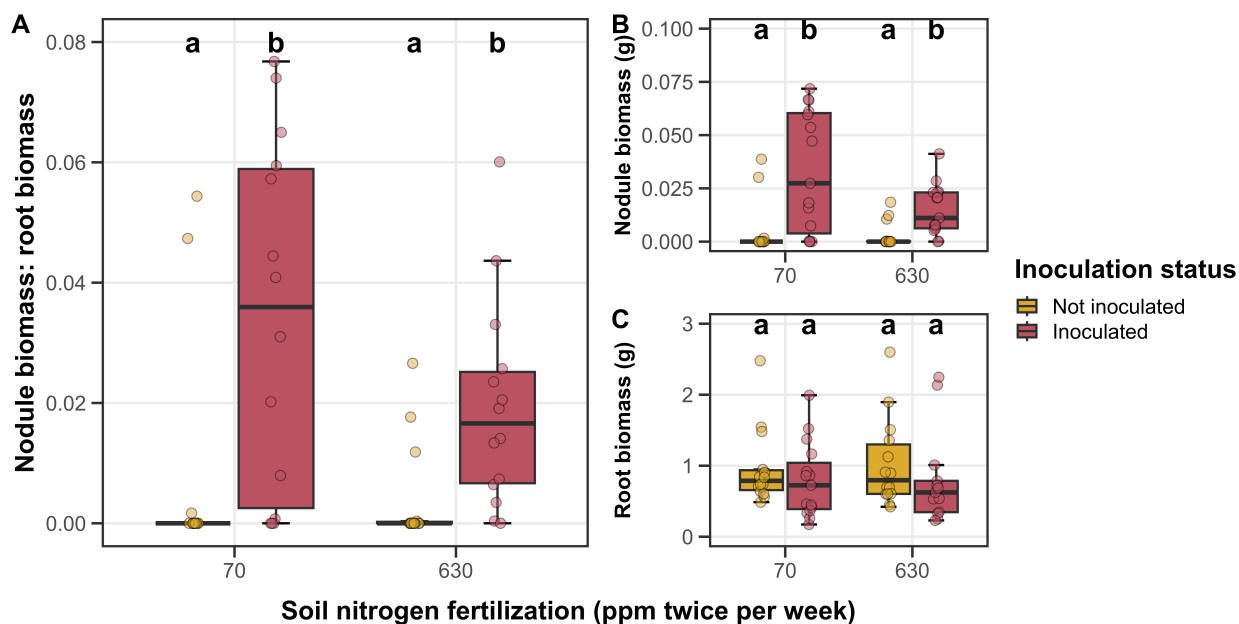 A
Nodule biomass: root biomass
0.08
0.06
0.04
0.02
0.00
a b a b
70 630
B
Nodule biomass (g)
0.100
0.075
0.050
0.025
0.000
a b a b
70 630
C
Root biomass (g)
3
2
1
0
a a a a
70 630
Soil nitrogen fertilization (ppm twice per week)
Inoculation status
Not inoculated
Inoculated